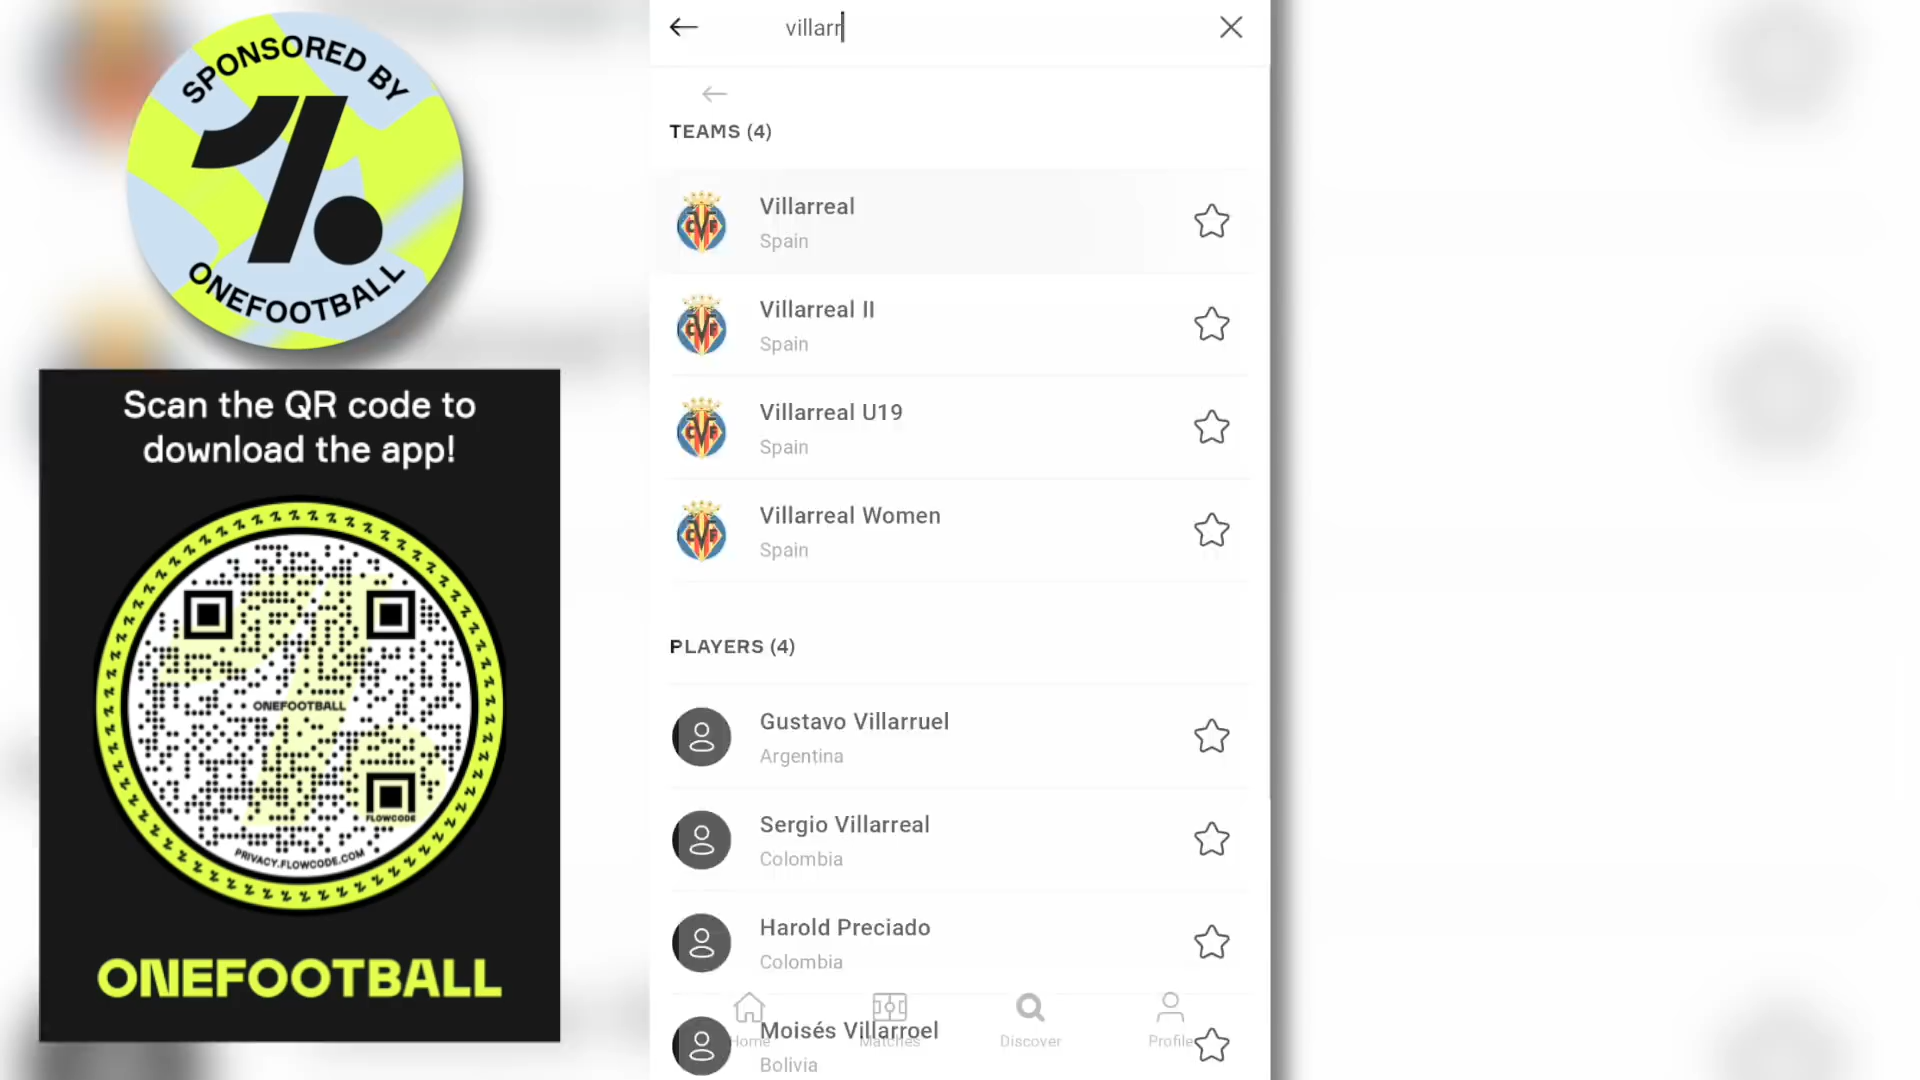 SPONSORED BY
ONEFOOTBALL
Scan the QR code to
download the app!
ONEFOOTBALL
FLOWCODE
PRIVACY.FLOWCODE.COM
ONEFOOTBALL
villarr
TEAMS (4)
Villarreal
Spain
Villarreal II
Spain
Villarreal U19
Spain
Villarreal Women
Spain
PLAYERS (4)
Gustavo Villarruel
Argentina
Sergio Villarreal
Colombia
Harold Preciado
Colombia
Moisés Villarroel
Bolivia
Home
Matches
Discover
Profile